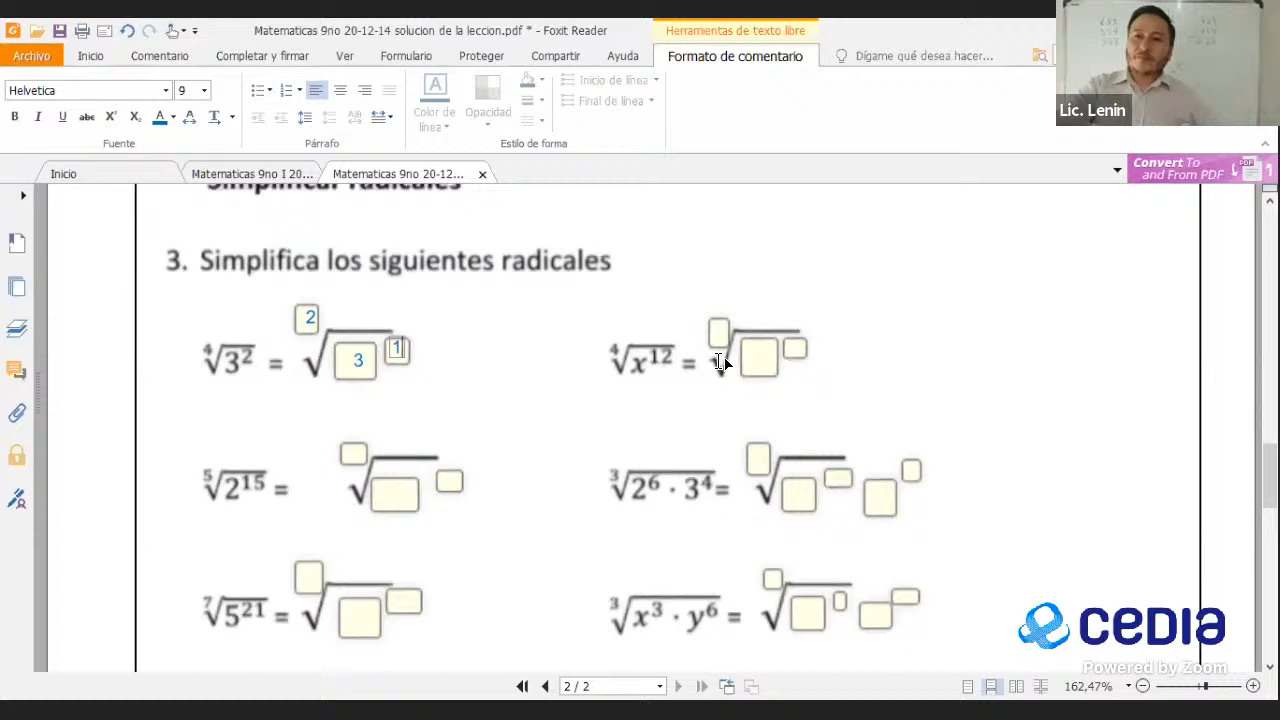 Matematicas 9no 20-12-14 solucion de la leccion.pdf * - Foxit Reader
Herramientas de texto libre
Archivo
Inicio
Comentario
Completar y firmar
Ver
Formulario
Proteger
Compartir
Ayuda
Formato de comentario
Dígame qué desea hacer...
Helvetica
9
Color de línea
Opacidad
Inicio de línea
Final de línea
Fuente
Párrafo
Estilo de forma
Lic. Lenin
Inicio
Matematicas 9no I 20...
Matematicas 9no 20-12...
Convert To
and From PDF
Simplificar radicales
3. Simplifica los siguientes radicales
⁴√3² = 2 √ 3 1
⁴√x¹² = √
⁵√2¹⁵ = √
³√2⁶ · 3⁴= √
⁷√5²¹ = √
³√x³ · y⁶ = √
cedia
Powered by Zoom
2 / 2
162,47%